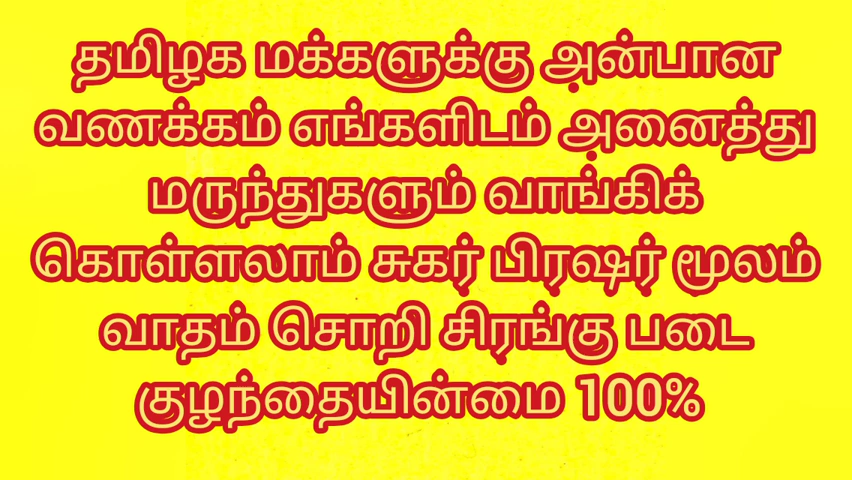 தமிழக மக்களுக்கு அன்பான
வணக்கம் எங்களிடம் அனைத்து
மருந்துகளும் வாங்கிக்
கொள்ளலாம் சுகர் பிரஷர் மூலம்
வாதம் சொறி சிரங்கு படை
குழந்தையின்மை 100%